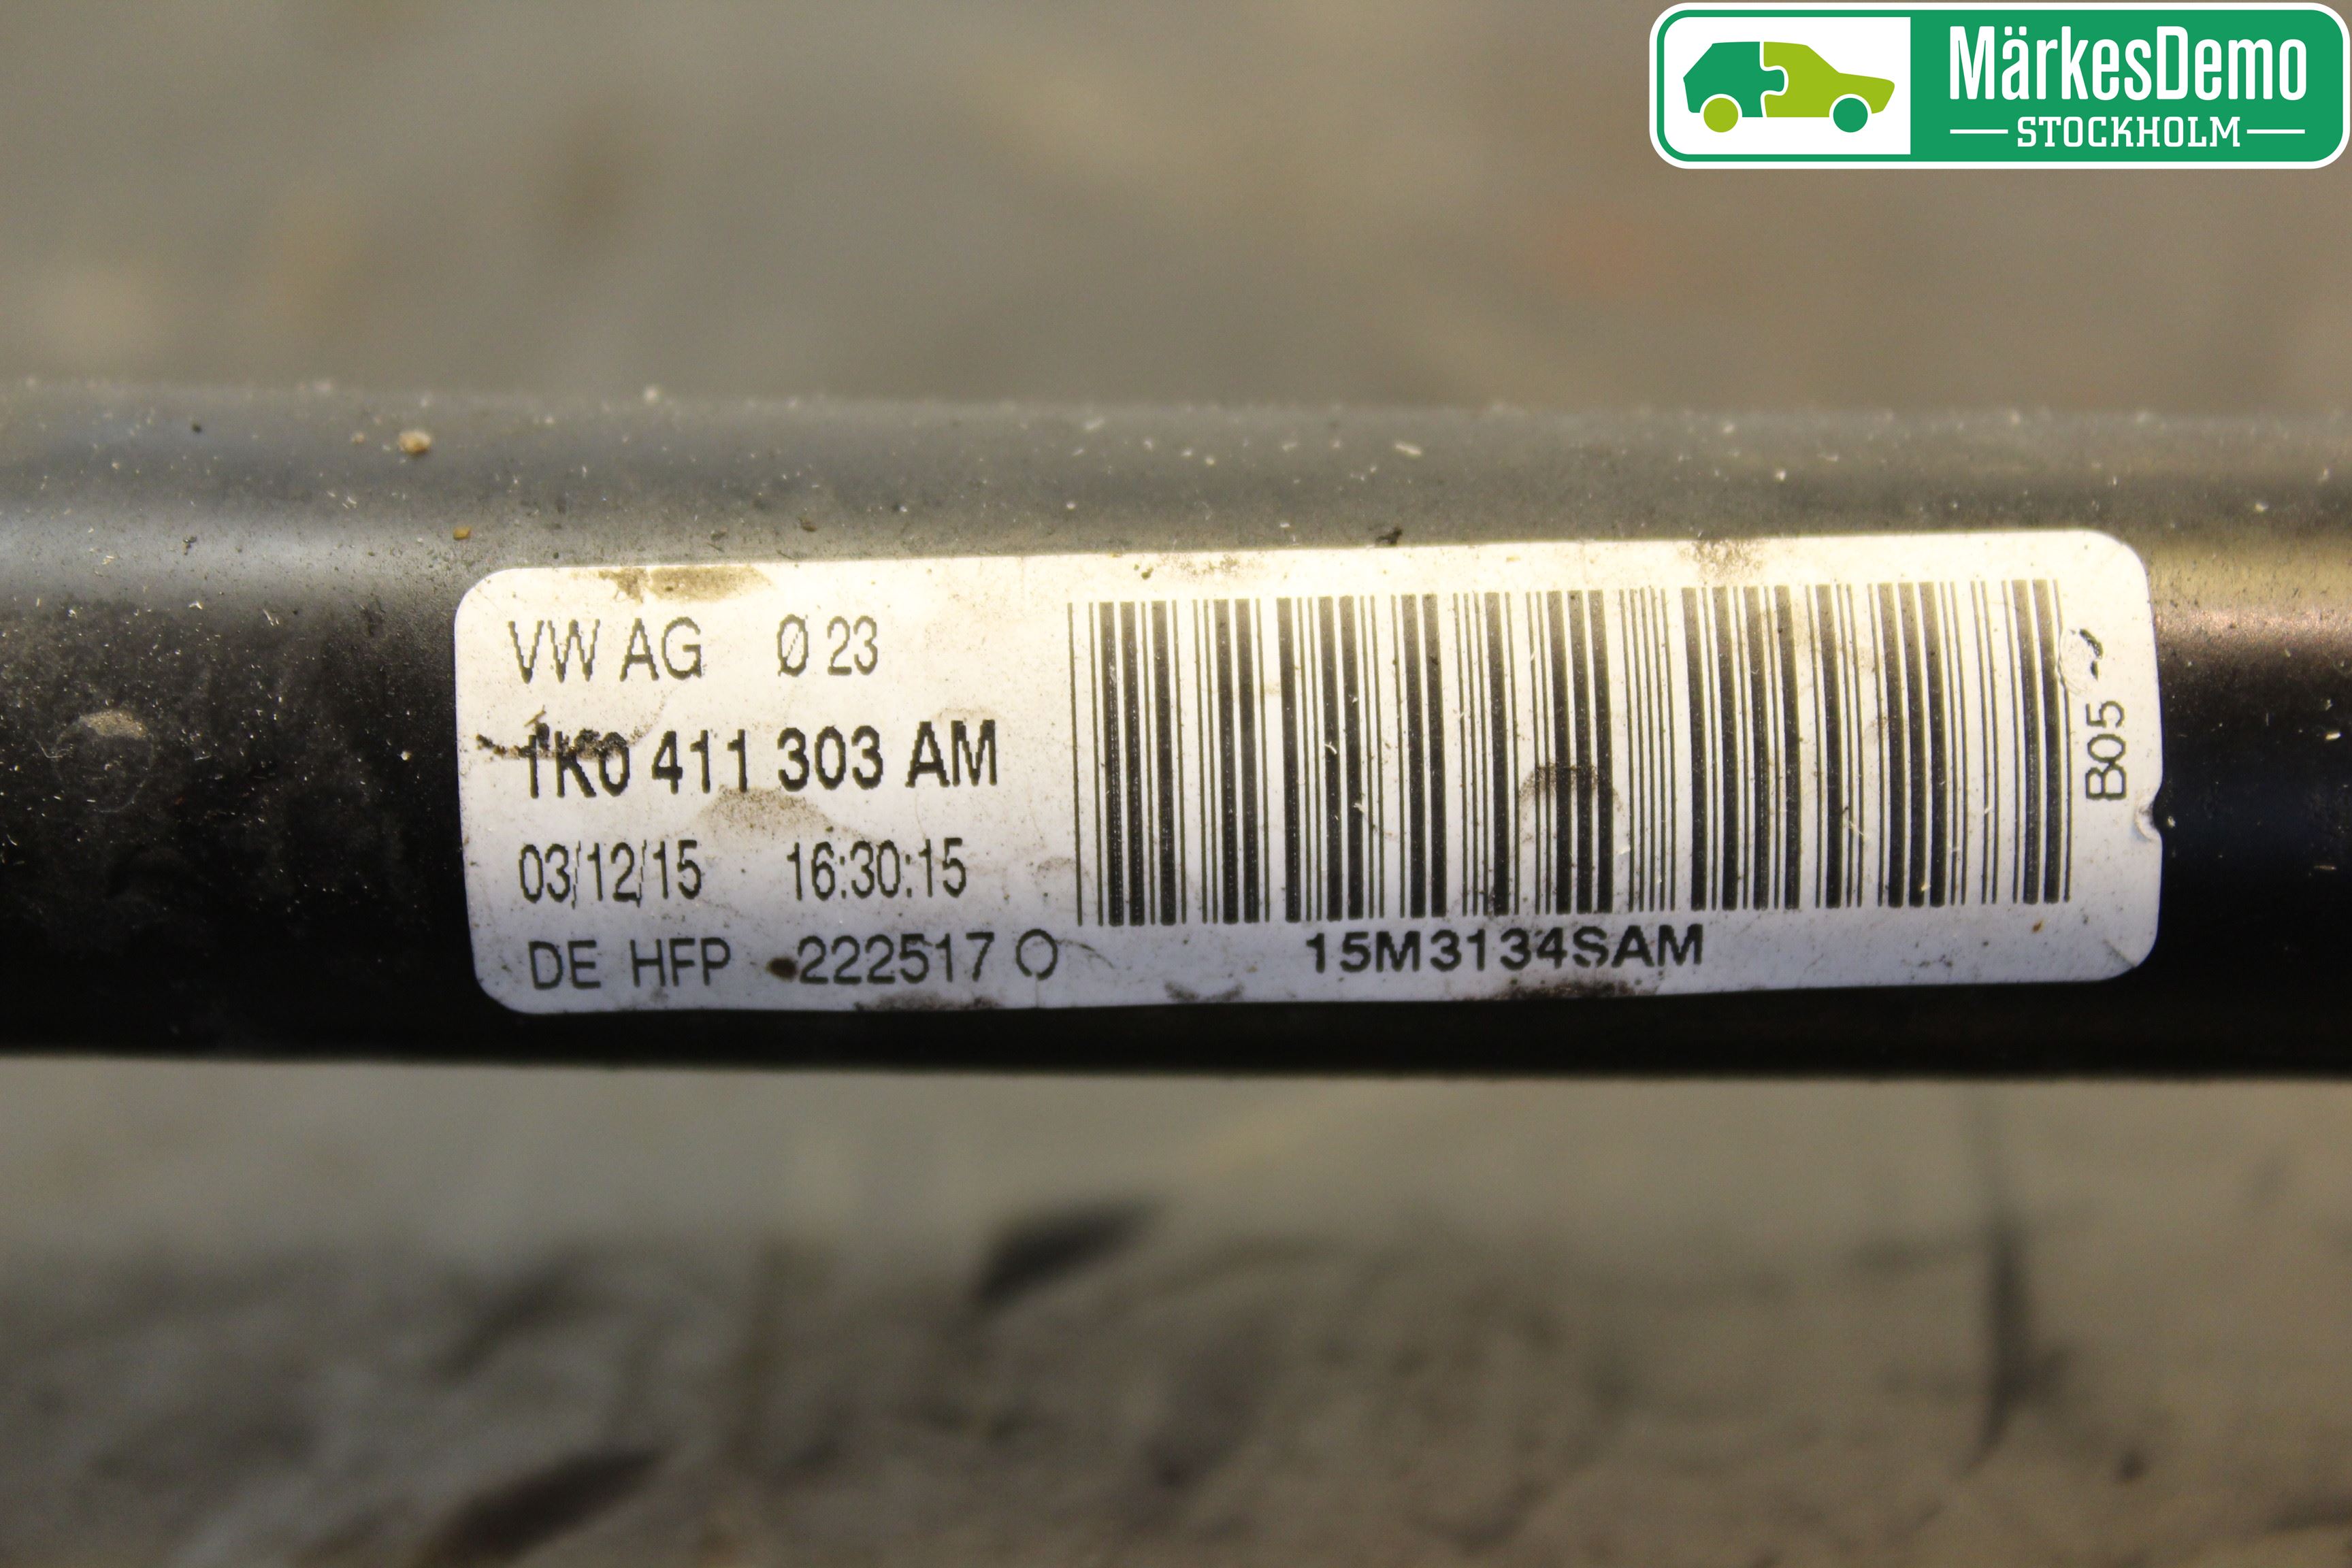 MärkesDemo
STOCKHOLM
VW AG Ø 23
1K0 411 303 AM
03/12/15 16:30:15
DE HFP 222517 O
15M3134SAM
B05